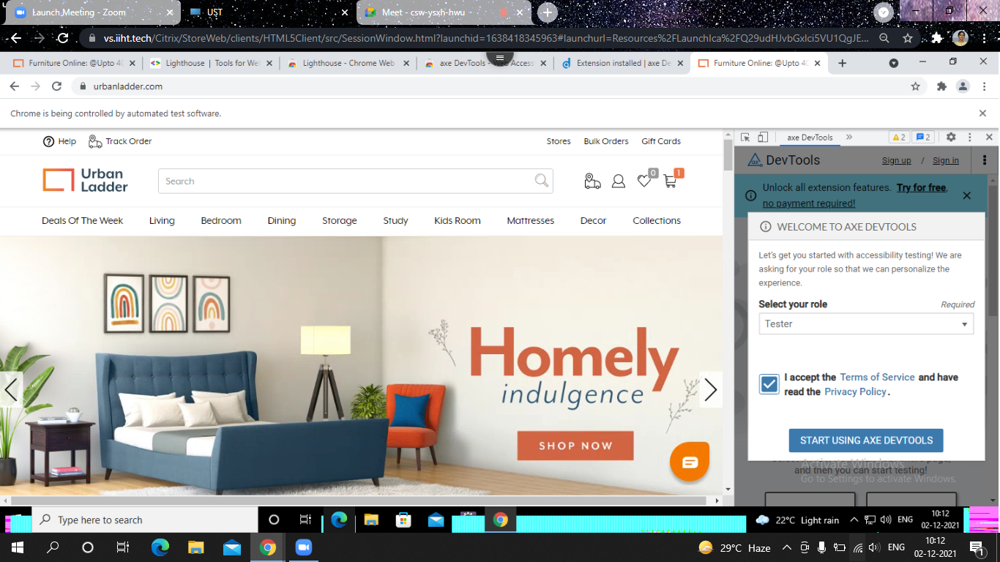 Launch Meeting - Zoom
UST
Meet - csw-ysxh-hwu
vs.iiht.tech/Citrix/StoreWeb/clients/HTML5Client/src/SessionWindow.html?launchid=1638418345963#launchurl=Resources%2FLaunchIca%2FQ29udHJvbGxlci5VU1QgJE...
Furniture Online: @Upto 40
Lighthouse | Tools for We
Lighthouse - Chrome Web
axe DevTools - Web Access
Extension installed | axe De
Furniture Online: @Upto 40
urbanladder.com
Chrome is being controlled by automated test software.
Help
Track Order
Stores
Bulk Orders
Gift Cards
Urban
Ladder
Search
0
1
Deals Of The Week
Living
Bedroom
Dining
Storage
Study
Kids Room
Mattresses
Decor
Collections
Homely
indulgence
SHOP NOW
axe DevTools
2
2
DevTools
Sign up / Sign in
Unlock all extension features. Try for free,
no payment required!
WELCOME TO AXE DEVTOOLS
Let's get you started with accessibility testing! We are
asking for your role so that we can personalize the
experience.
Select your role
Required
Tester
I accept the Terms of Service and have
read the Privacy Policy.
START USING AXE DEVTOOLS
Activate Windows
and then you can start testing!
Go to Settings to activate Windows.
Type here to search
22°C Light rain
ENG
10:12
02-12-2021
29°C Haze
ENG
10:12
02-12-2021
1